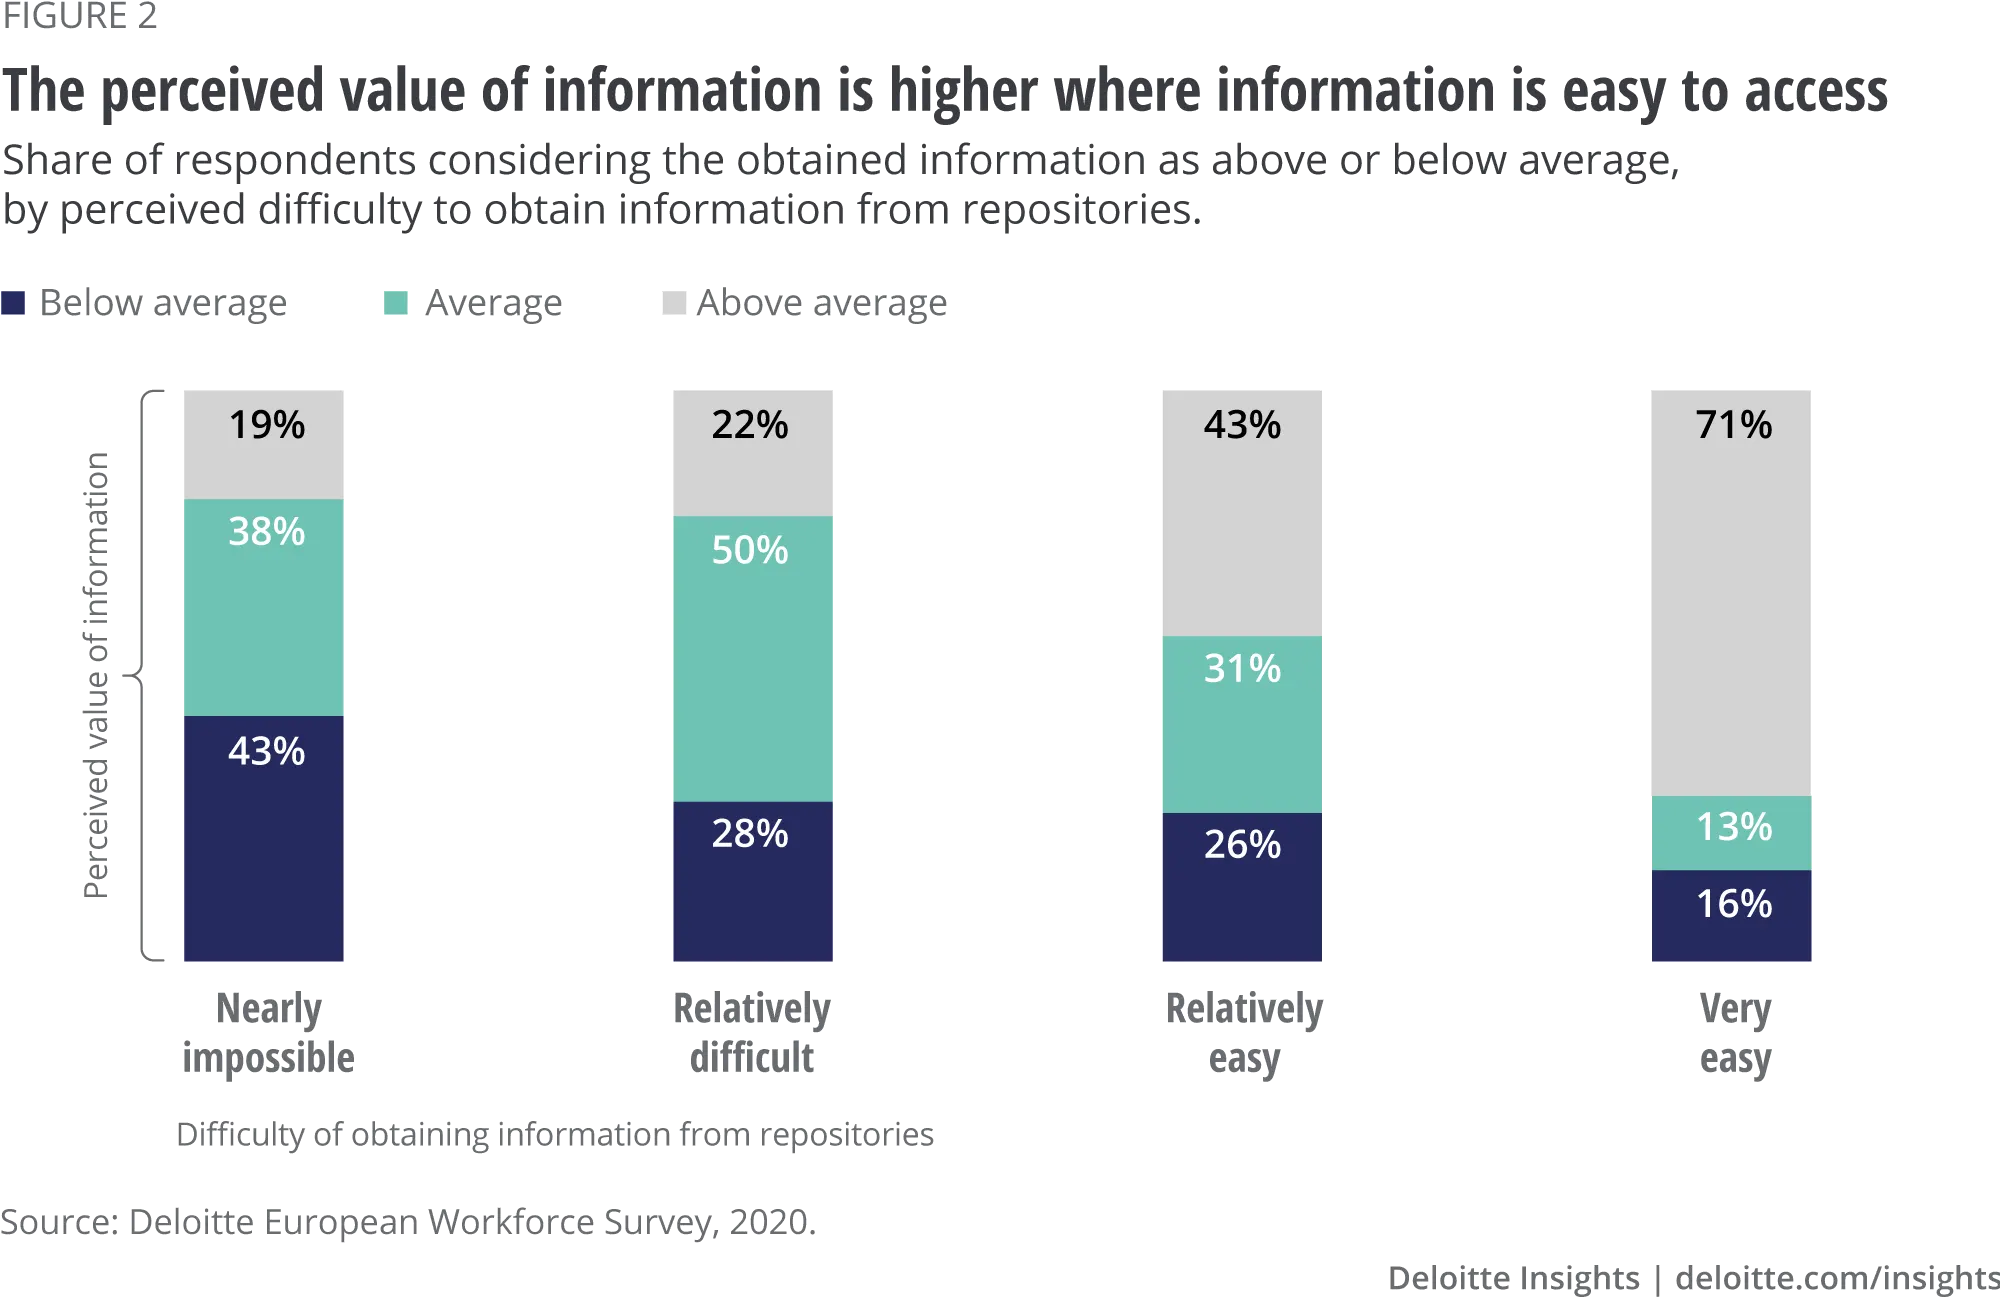 FIGURE 2
The perceived value of information is higher where information is easy to access
Share of respondents considering the obtained information as above or below average,
by perceived difficulty to obtain information from repositories.
Below average
Average
Above average
Perceived value of information
19%
38%
43%
22%
50%
28%
43%
31%
26%
71%
13%
16%
Nearly
impossible
Relatively
difficult
Relatively
easy
Very
easy
Difficulty of obtaining information from repositories
Source: Deloitte European Workforce Survey, 2020.
Deloitte Insights | deloitte.com/insights